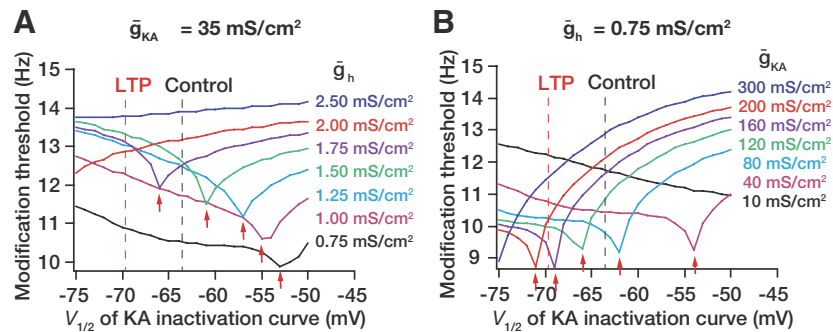 A
ḡKA = 35 mS/cm²
Modification threshold (Hz)
15
14
13
12
11
10
LTP
Control
ḡh
2.50 mS/cm²
2.00 mS/cm²
1.75 mS/cm²
1.50 mS/cm²
1.25 mS/cm²
1.00 mS/cm²
0.75 mS/cm²
-75 -70 -65 -60 -55 -50 -45
V1/2 of KA inactivation curve (mV)
B
ḡh = 0.75 mS/cm²
Modification threshold (Hz)
15
14
13
12
11
10
9
LTP
Control
ḡKA
300 mS/cm²
200 mS/cm²
160 mS/cm²
120 mS/cm²
80 mS/cm²
40 mS/cm²
10 mS/cm²
-75 -70 -65 -60 -55 -50 -45
V1/2 of KA inactivation curve (mV)